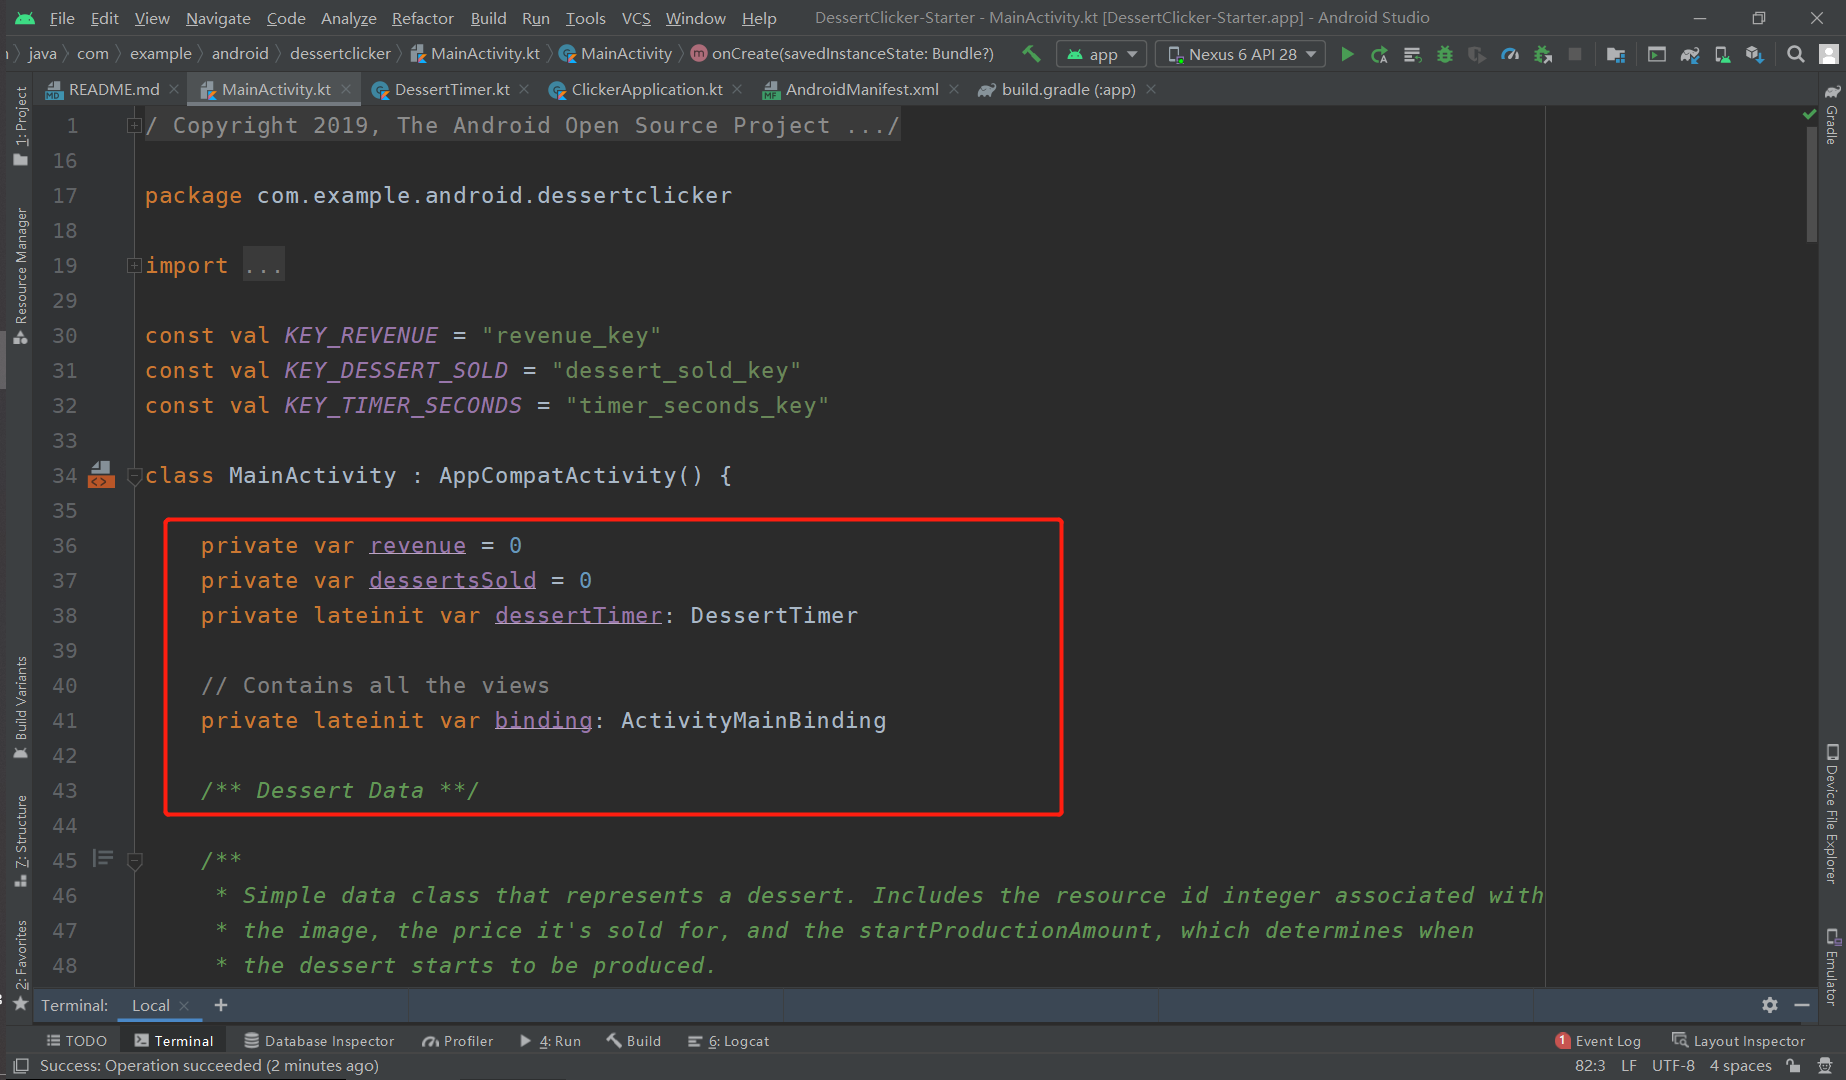 File Edit View Navigate Code Analyze Refactor Build Run Tools VCS Window Help DessertClicker-Starter - MainActivity.kt [DessertClicker-Starter.app] - Android Studio
java com example android dessertclicker MainActivity.kt MainActivity onCreate(savedInstanceState: Bundle?) app Nexus 6 API 28
README.md MainActivity.kt DessertTimer.kt ClickerApplication.kt AndroidManifest.xml build.gradle (:app)
1: Project
Resource Manager
Build Variants
7: Structure
2: Favorites
1 / Copyright 2019, The Android Open Source Project .../
16
17 package com.example.android.dessertclicker
18
19 import ...
29
30 const val KEY_REVENUE = "revenue_key"
31 const val KEY_DESSERT_SOLD = "dessert_sold_key"
32 const val KEY_TIMER_SECONDS = "timer_seconds_key"
33
34 class MainActivity : AppCompatActivity() {
35
36 private var revenue = 0
37 private var dessertsSold = 0
38 private lateinit var dessertTimer: DessertTimer
39
40 // Contains all the views
41 private lateinit var binding: ActivityMainBinding
42
43 /** Dessert Data **/
44
45 /**
46 * Simple data class that represents a dessert. Includes the resource id integer associated with
47 * the image, the price it's sold for, and the startProductionAmount, which determines when
48 * the dessert starts to be produced.
Gradle
Device File Explorer
Emulator
Terminal: Local +
TODO Terminal Database Inspector Profiler 4: Run Build 6: Logcat 1 Event Log Layout Inspector
Success: Operation succeeded (2 minutes ago) 82:3 LF UTF-8 4 spaces